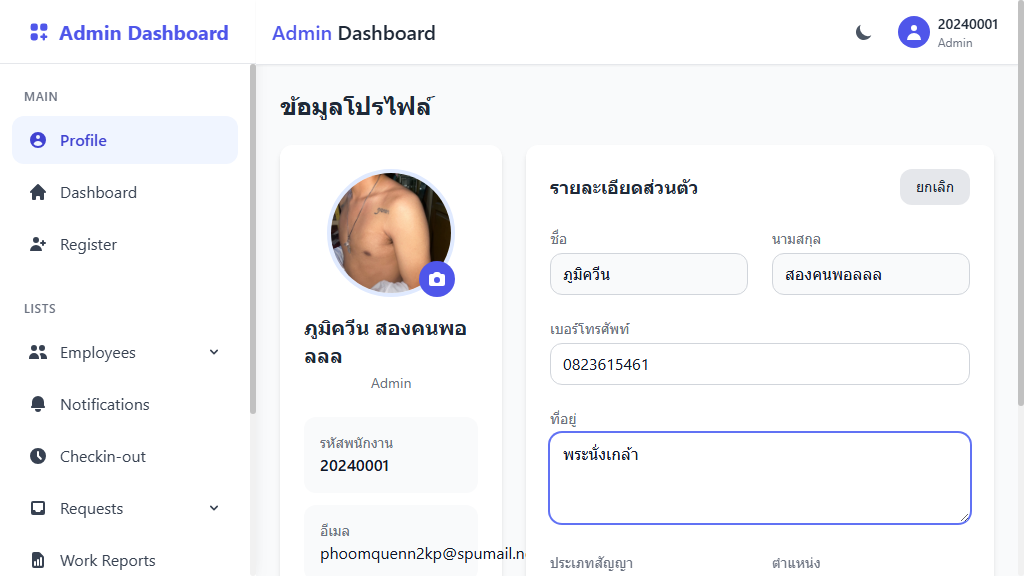 Admin Dashboard
Admin Dashboard
20240001
Admin
MAIN
Profile
Dashboard
Register
LISTS
Employees
Notifications
Checkin-out
Requests
Work Reports
ข้อมูลโปรไฟล์
ภูมิควีน สองคนพอ
ลลล
Admin
รหัสพนักงาน
20240001
อีเมล
phoomquenn2kp@spumail.n
รายละเอียดส่วนตัว
ยกเลิก
ชื่อ
นามสกุล
ภูมิควีน
สองคนพอลลล
เบอร์โทรศัพท์
0823615461
ที่อยู่
พระนั่งเกล้า
ประเภทสัญญา
ตำแหน่ง